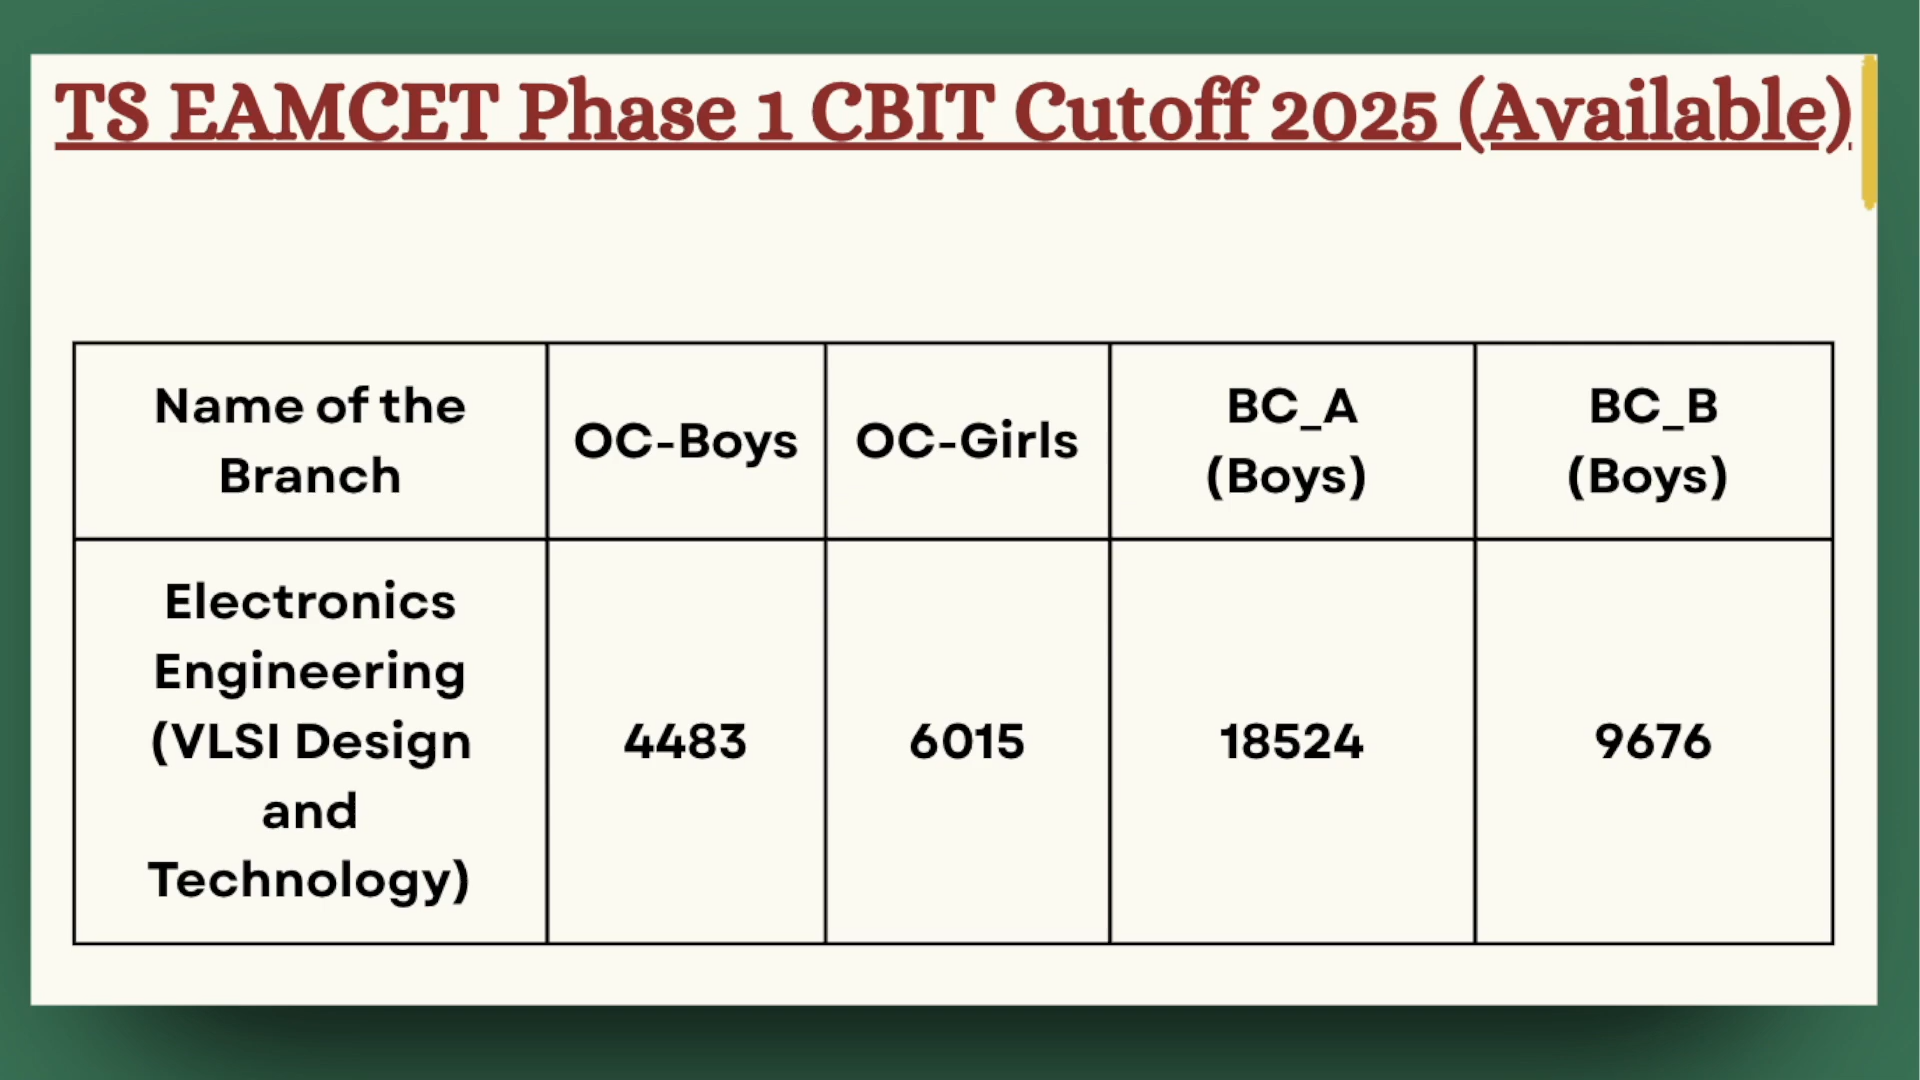 TS EAMCET Phase 1 CBIT Cutoff 2025 (Available)
Name of the
Branch
OC-Boys
OC-Girls
BC_A
(Boys)
BC_B
(Boys)
Electronics
Engineering
(VLSI Design
and
Technology)
4483
6015
18524
9676